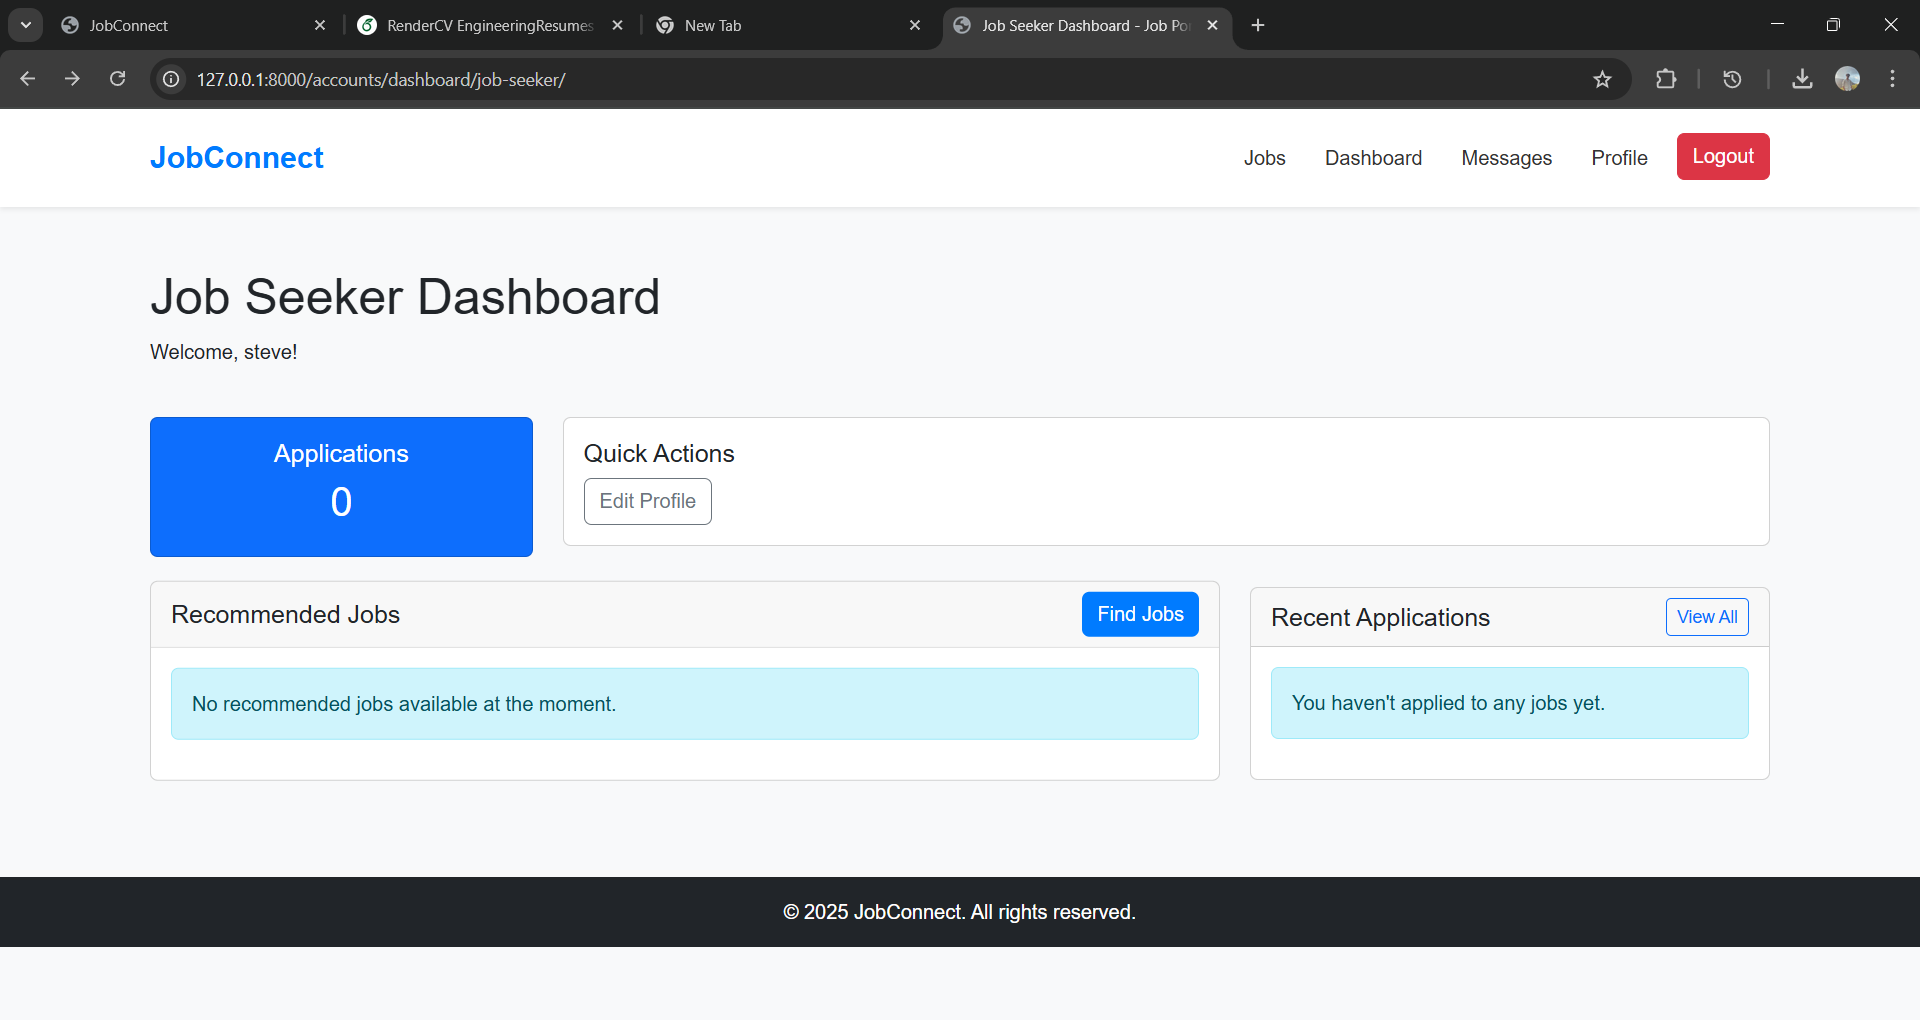 JobConnect
RenderCV EngineeringResumes
New Tab
Job Seeker Dashboard - Job Po
127.0.0.1:8000/accounts/dashboard/job-seeker/
JobConnect
Jobs
Dashboard
Messages
Profile
Logout
Job Seeker Dashboard
Welcome, steve!
Applications
0
Quick Actions
Edit Profile
Recommended Jobs
Find Jobs
No recommended jobs available at the moment.
Recent Applications
View All
You haven't applied to any jobs yet.
© 2025 JobConnect. All rights reserved.